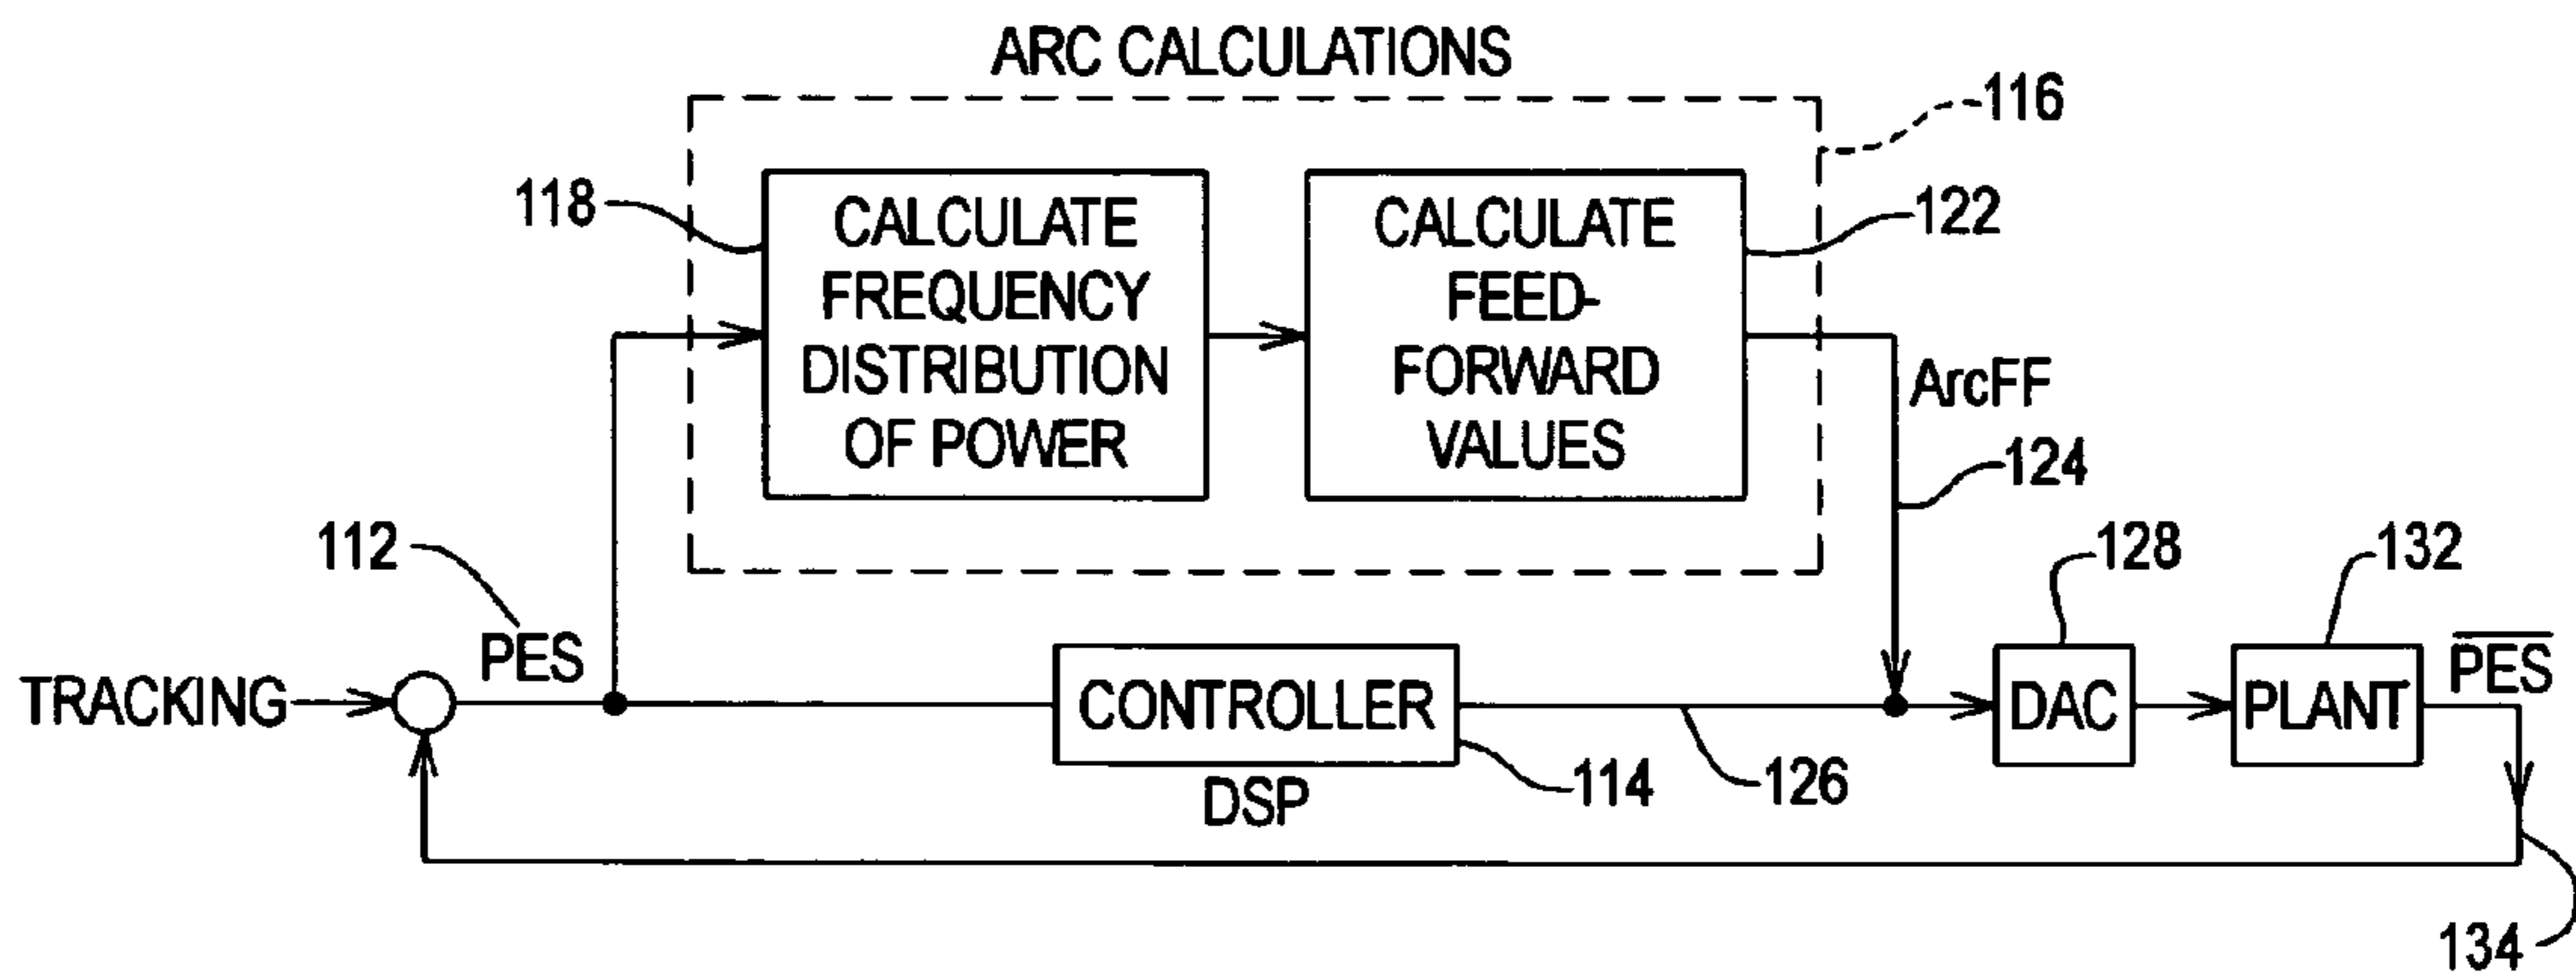 ARC CALCULATIONS
116
118
CALCULATE
FREQUENCY
DISTRIBUTION
OF POWER
CALCULATE
FEED-
FORWARD
VALUES
122
ArcFF
124
112
PES
128
132
TRACKING
CONTROLLER
DSP
114
126
DAC
PLANT
P̅E̅S̅
134